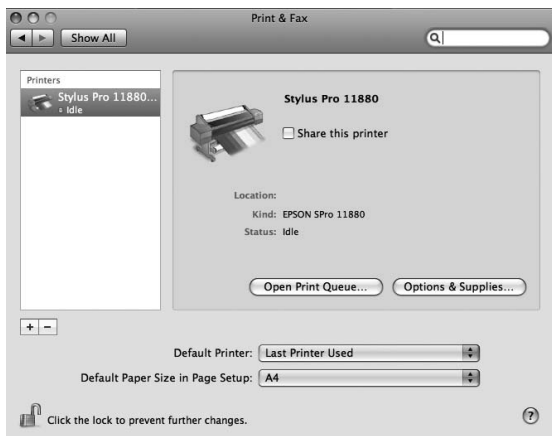 Print & Fax
Show All
Printers
Stylus Pro 11880...
Idle
Stylus Pro 11880
Share this printer
Location:
Kind: EPSON SPro 11880
Status: Idle
Open Print Queue... Options & Supplies...
+ −
Default Printer: Last Printer Used
Default Paper Size in Page Setup: A4
Click the lock to prevent further changes.
?